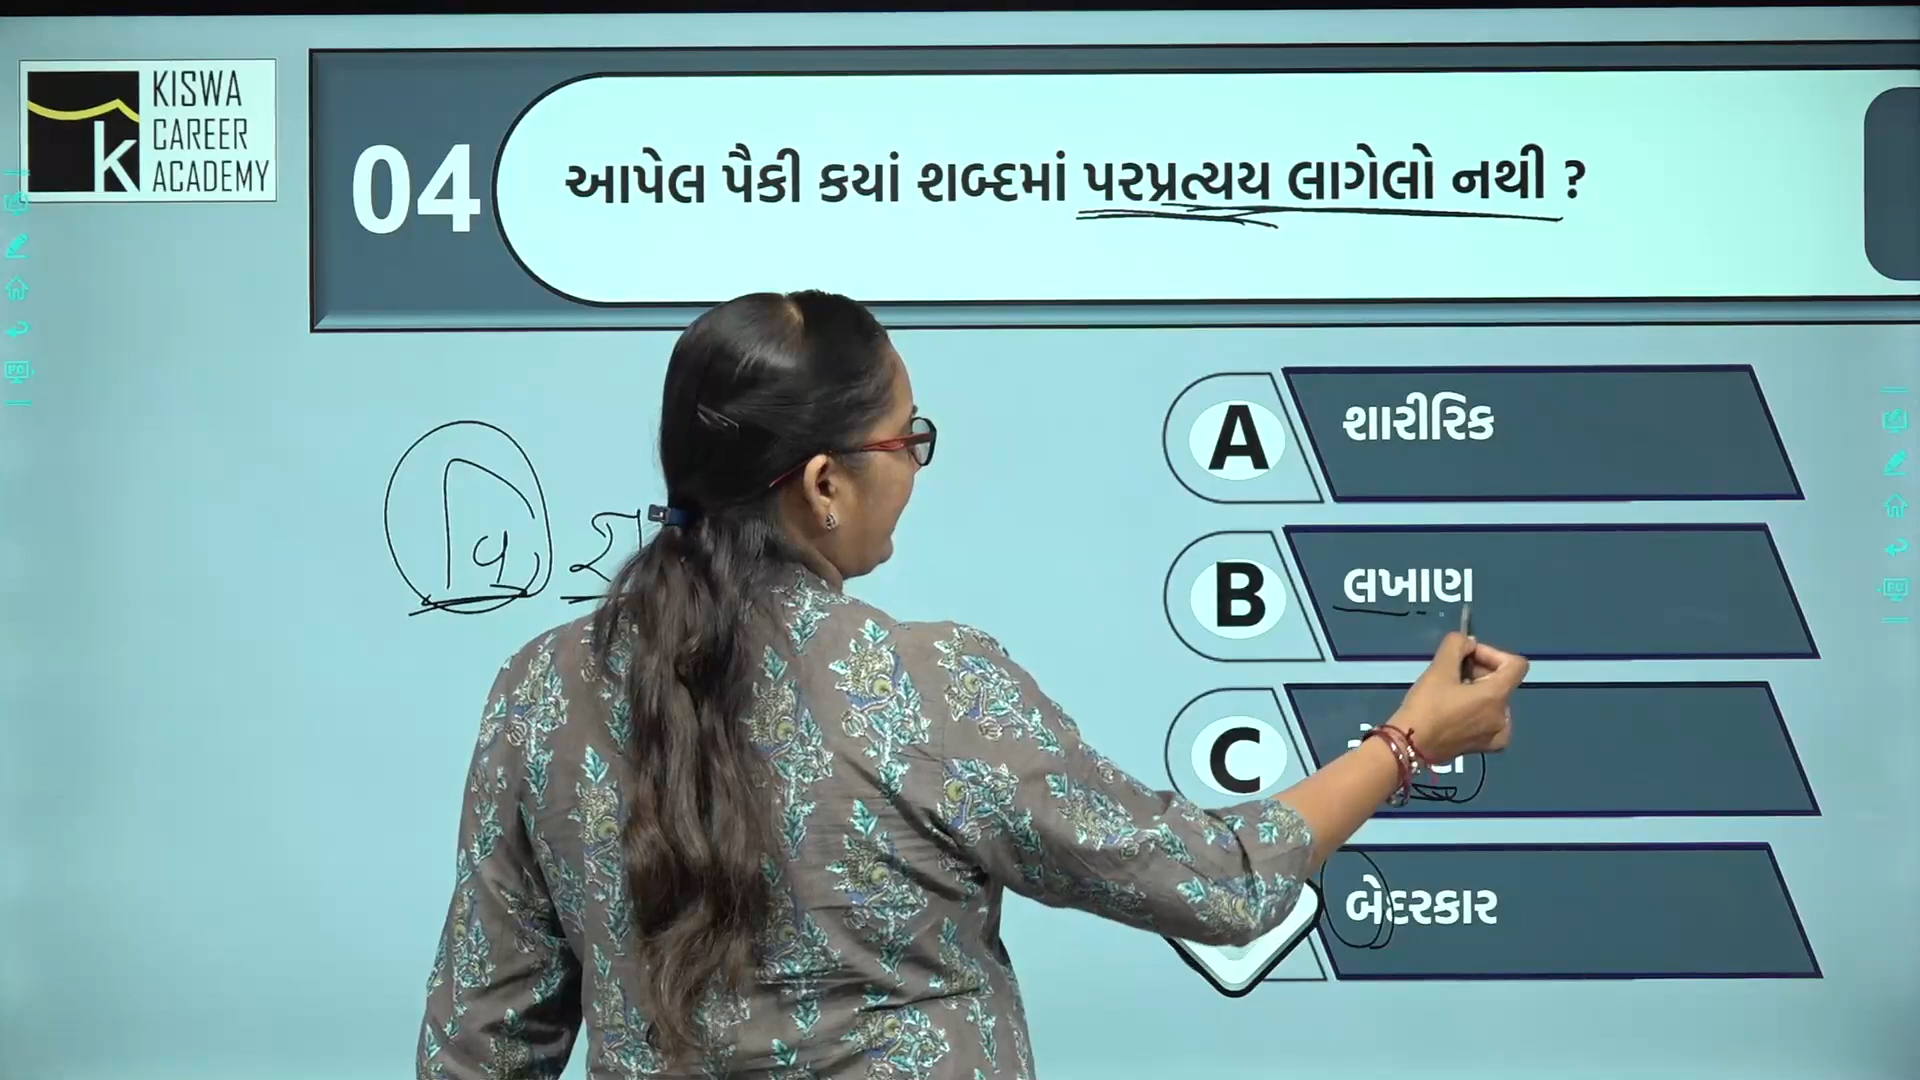 KISWA
CAREER
ACADEMY
k
04
આપેલ પૈકી કયાં શબ્દમાં પરપ્રત્યય લાગેલો નથી ?
A
શારીરિક
B
લખાણ
C
બેદરકાર
વિ